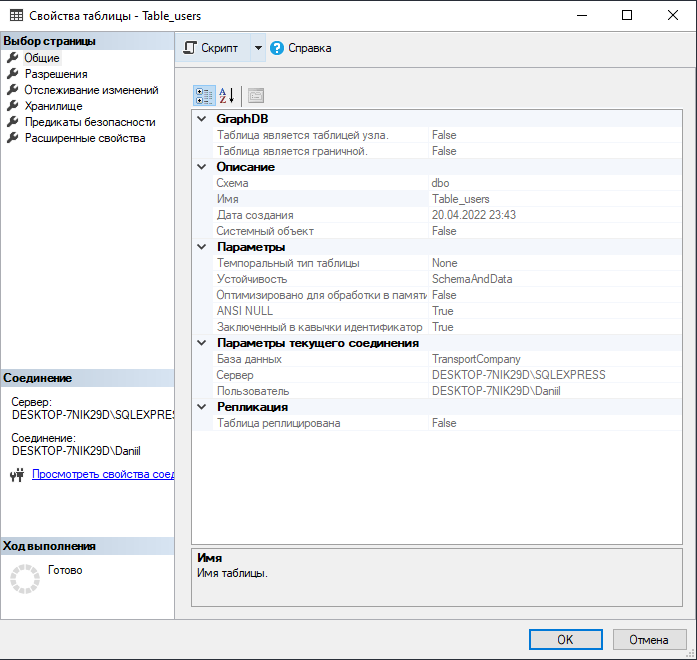 Свойства таблицы - Table_users
Выбор страницы
Общие
Разрешения
Отслеживание изменений
Хранилище
Предикаты безопасности
Расширенные свойства
Соединение
Сервер:
DESKTOP-7NIK29D\SQLEXPRES
Соединение:
DESKTOP-7NIK29D\Daniil
Просмотреть свойства соед
Ход выполнения
Готово
Скрипт
Справка
GraphDB
Таблица является таблицей узла. False
Таблица является граничной. False
Описание
Схема dbo
Имя Table_users
Дата создания 20.04.2022 23:43
Системный объект False
Параметры
Темпоральный тип таблицы None
Устойчивость SchemaAndData
Оптимизировано для обработки в памяти False
ANSI NULL True
Заключенный в кавычки идентификатор True
Параметры текущего соединения
База данных TransportCompany
Сервер DESKTOP-7NIK29D\SQLEXPRESS
Пользователь DESKTOP-7NIK29D\Daniil
Репликация
Таблица реплицирована False
Имя
Имя таблицы.
OK
Отмена